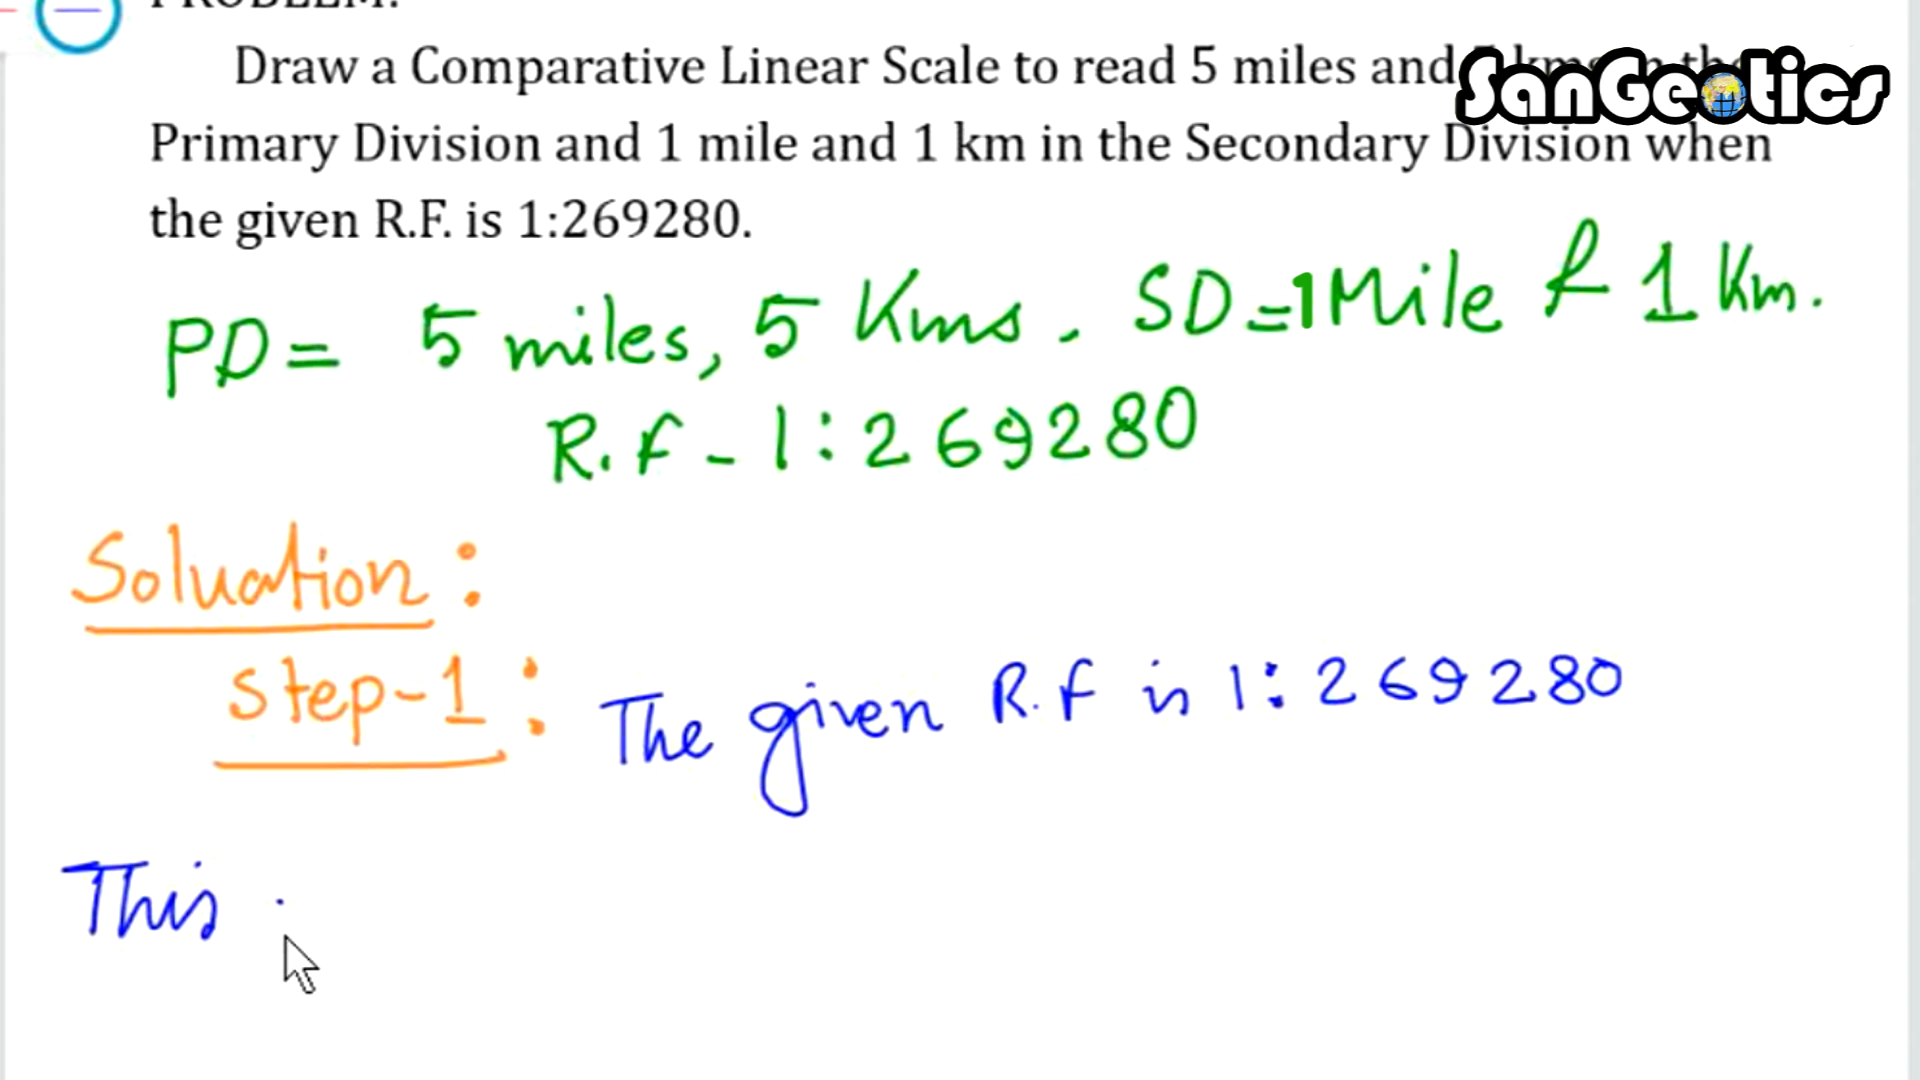 PROBLEM:
Draw a Comparative Linear Scale to read 5 miles and
SanGeotics
Primary Division and 1 mile and 1 km in the Secondary Division when
the given R.F. is 1:269280.
PD = 5 miles, 5 Kms. SD=1Mile & 1 Km.
R.F - 1:269280
Soluation:
Step-1: The given R.F is 1:269280
This